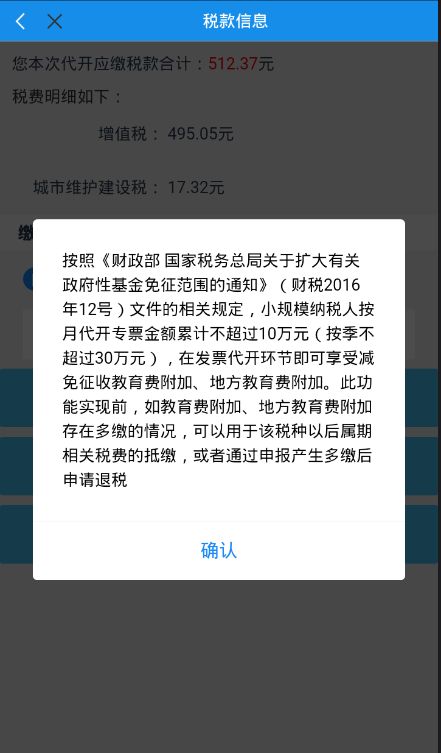 税款信息
您本次代开应缴税款合计：512.37元
税费明细如下：
增值税： 495.05元
城市维护建设税： 17.32元
缴
按照《财政部 国家税务总局关于扩大有关
政府性基金免征范围的通知》（财税2016
年12号）文件的相关规定，小规模纳税人按
月代开专票金额累计不超过10万元（按季不
超过30万元），在发票代开环节即可享受减
免征收教育费附加、地方教育费附加。此功
能实现前，如教育费附加、地方教育费附加
存在多缴的情况，可以用于该税种以后属期
相关税费的抵缴，或者通过申报产生多缴后
申请退税
确认